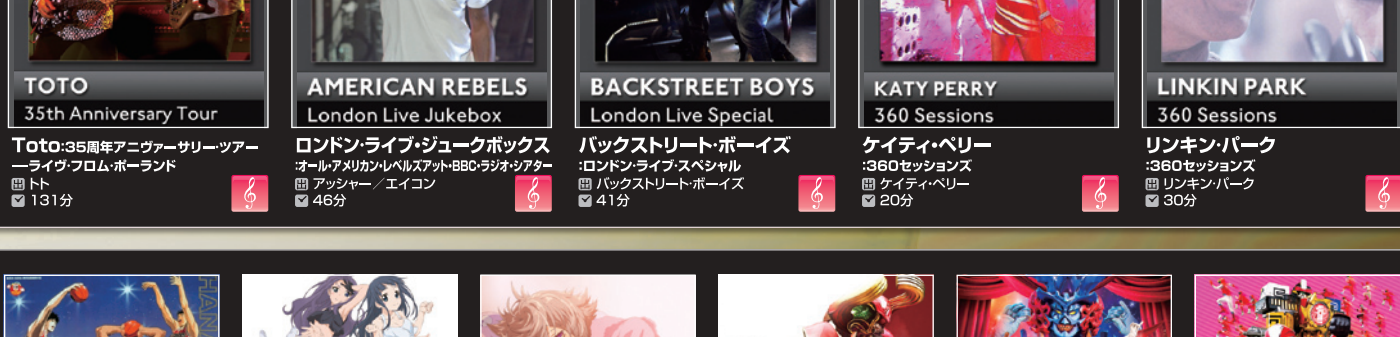 TOTO
35th Anniversary Tour
Toto:35周年アニヴァーサリー・ツアー
―ライヴ・フロム・ポーランド
トト
131分
AMERICAN REBELS
London Live Jukebox
ロンドン・ライブ・ジュークボックス
:オール・アメリカン・レベルズアット・BBC・ラジオ・シアター
アッシャー/エイコン
46分
BACKSTREET BOYS
London Live Special
バックストリート・ボーイズ
:ロンドン・ライブ・スペシャル
バックストリート・ボーイズ
41分
KATY PERRY
360 Sessions
ケイティ・ペリー
:360セッションズ
ケイティ・ペリー
20分
LINKIN PARK
360 Sessions
リンキン・パーク
:360セッションズ
リンキン・パーク
30分